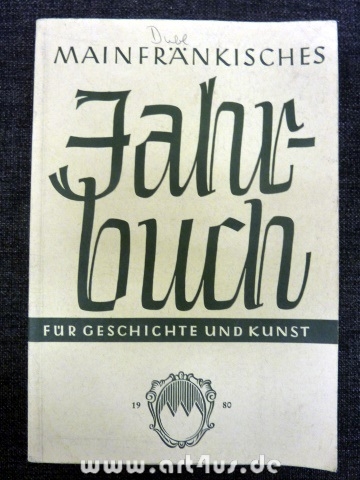 MAINFRÄNKISCHES
Jahr-
buch
FÜR GESCHICHTE UND KUNST
19 80
www.art4us.de